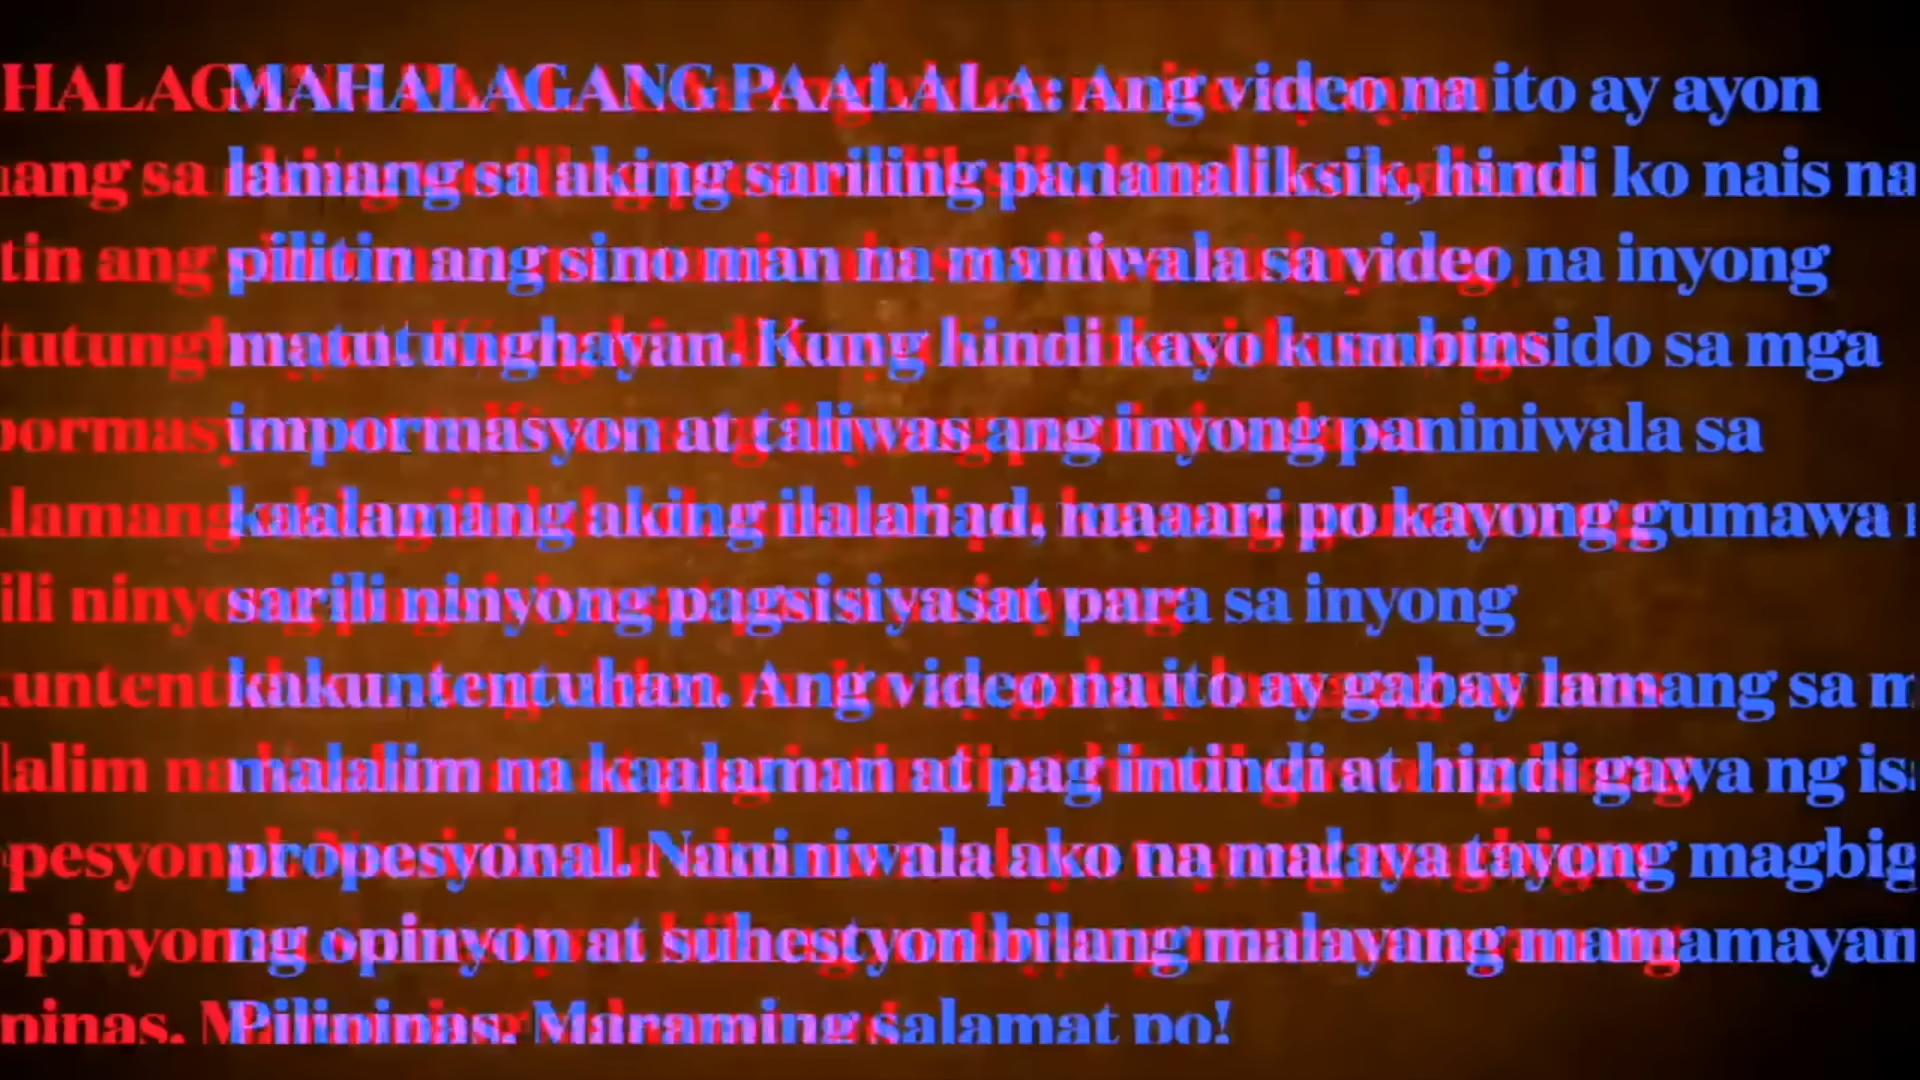 MAHALAGANG PAALALA: Ang video na ito ay ayon
lamang sa aking sariling pananaliksik, hindi ko nais na
pilitin ang sino man na maniwala sa video na inyong
matutunghayan. Kung hindi kayo kumbinsido sa mga
impormasyon at taliwas ang inyong paniniwala sa
kaalamang aking ilalahad, maaari po kayong gumawa
sarili ninyong pagsisiyasat para sa inyong
kakuntentuhan. Ang video na ito ay gabay lamang sa m
malalim na kaalaman at pag intindi at hindi gawa ng is
propesyonal. Naniniwala ako na malaya tayong magbig
ng opinyon at suhestyon bilang malayang mamamayan
Pilipinas. Maraming salamat po!